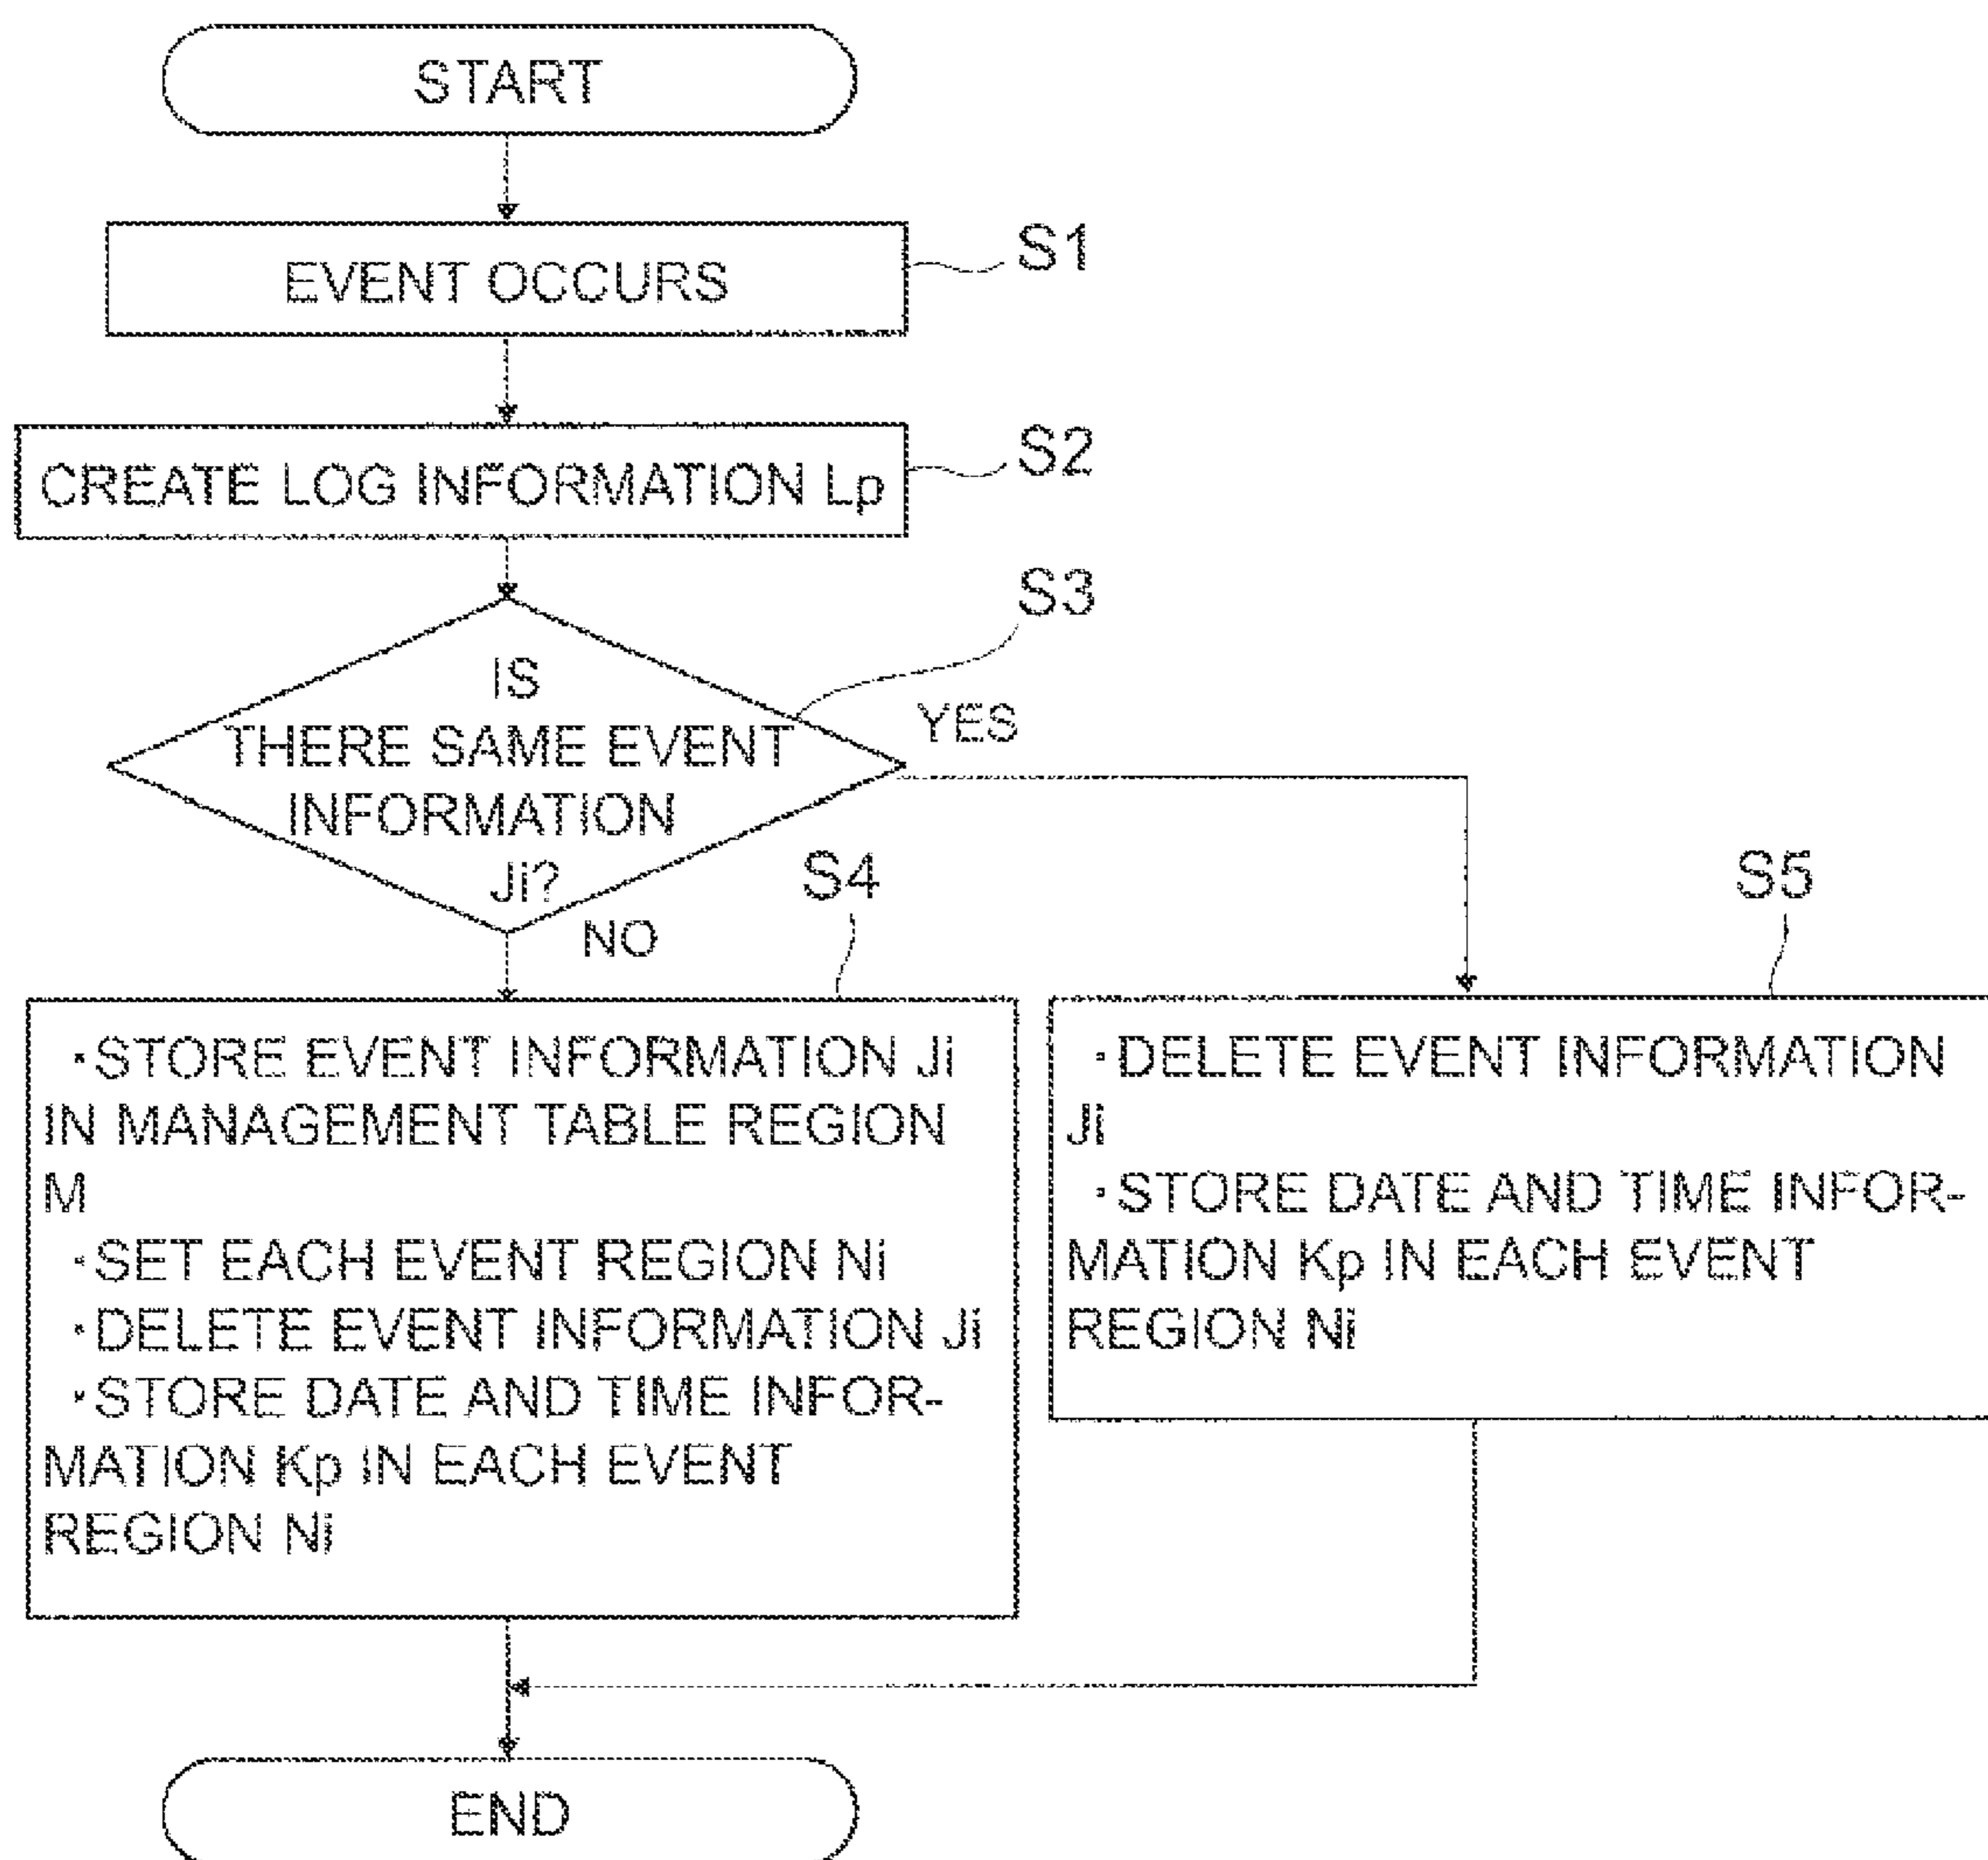 START
EVENT OCCURS
S1
CREATE LOG INFORMATION Lp
S2
S3
IS
THERE SAME EVENT
INFORMATION
Ji?
YES
NO
S4
・STORE EVENT INFORMATION Ji
IN MANAGEMENT TABLE REGION
M
・SET EACH EVENT REGION Ni
・DELETE EVENT INFORMATION Ji
・STORE DATE AND TIME INFOR-
MATION Kp IN EACH EVENT
REGION Ni
S5
・DELETE EVENT INFORMATION
Ji
・STORE DATE AND TIME INFOR-
MATION Kp IN EACH EVENT
REGION Ni
END